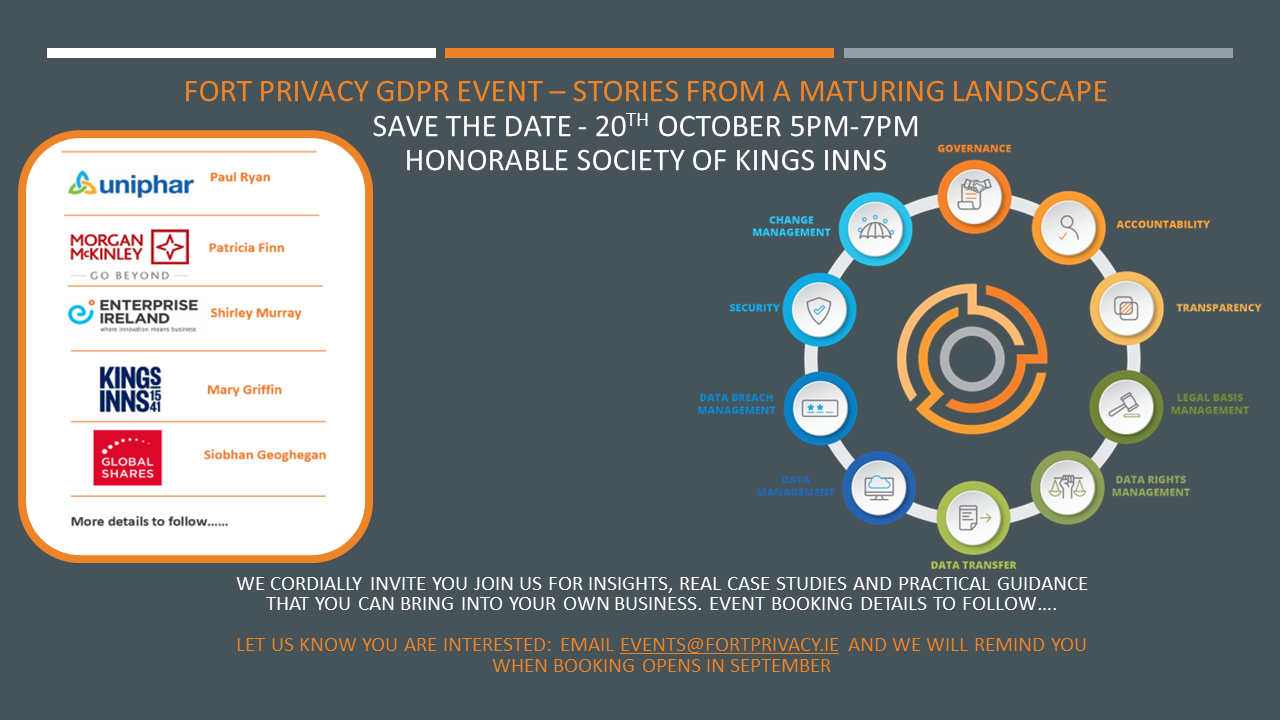 FORT PRIVACY GDPR EVENT – STORIES FROM A MATURING LANDSCAPE
SAVE THE DATE - 20TH OCTOBER 5PM-7PM
HONORABLE SOCIETY OF KINGS INNS
uniphar
Paul Ryan
MORGAN
MCKINLEY
GO BEYOND
Patricia Finn
ENTERPRISE
IRELAND
where innovation means business
Shirley Murray
KINGS
INNS
15
41
Mary Griffin
GLOBAL
SHARES
Siobhan Geoghegan
More details to follow......
GOVERNANCE
ACCOUNTABILITY
TRANSPARENCY
LEGAL BASIS
MANAGEMENT
DATA RIGHTS
MANAGEMENT
DATA TRANSFER
DATA
MANAGEMENT
DATA BREACH
MANAGEMENT
SECURITY
CHANGE
MANAGEMENT
WE CORDIALLY INVITE YOU JOIN US FOR INSIGHTS, REAL CASE STUDIES AND PRACTICAL GUIDANCE
THAT YOU CAN BRING INTO YOUR OWN BUSINESS. EVENT BOOKING DETAILS TO FOLLOW....
LET US KNOW YOU ARE INTERESTED: EMAIL EVENTS@FORTPRIVACY.IE AND WE WILL REMIND YOU
WHEN BOOKING OPENS IN SEPTEMBER